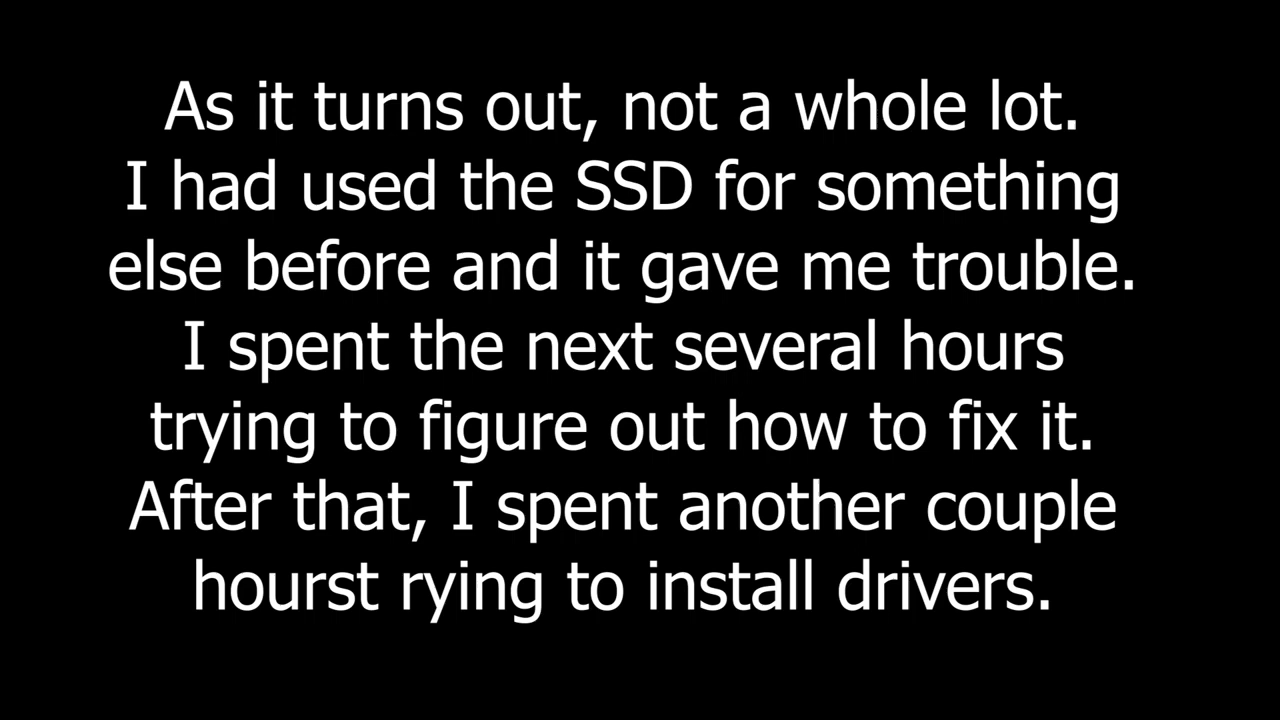 As it turns out, not a whole lot.
I had used the SSD for something
else before and it gave me trouble.
I spent the next several hours
trying to figure out how to fix it.
After that, I spent another couple
hourst rying to install drivers.